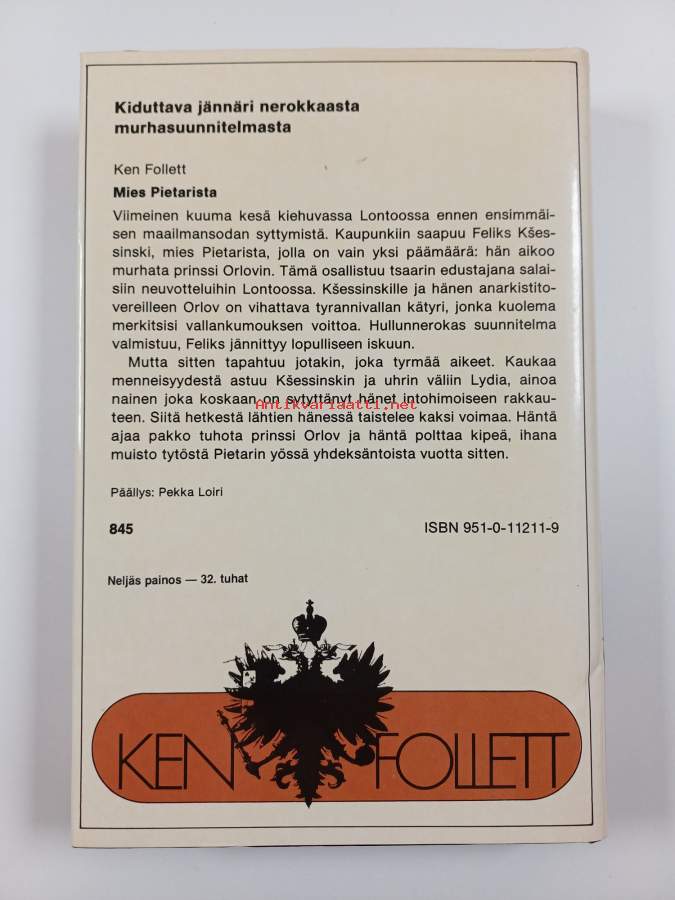 Kiduttava jännäri nerokkaasta
murhasuunnitelmasta
Ken Follett
Mies Pietarista
Viimeinen kuuma kesä kiehuvassa Lontoossa ennen ensimmäi-
sen maailmansodan syttymistä. Kaupunkiin saapuu Feliks Kšes-
sinski, mies Pietarista, jolla on vain yksi päämäärä: hän aikoo
murhata prinssi Orlovin. Tämä osallistuu tsaarin edustajana salai-
siin neuvotteluihin Lontoossa. Kšessinskille ja hänen anarkistito-
vereilleen Orlov on vihattava tyrannivallan kätyri, jonka kuolema
merkitsisi vallankumouksen voittoa. Hullunnerokas suunnitelma
valmistuu, Feliks jännittyy lopulliseen iskuun.
Mutta sitten tapahtuu jotakin, joka tyrmää aikeet. Kaukaa
menneisyydestä astuu Kšessinskin ja uhrin väliin Lydia, ainoa
nainen joka koskaan on sytyttänyt hänet intohimoiseen rakkau-
Antikvariaatti.net
teen. Siitä hetkestä lähtien hänessä taistelee kaksi voimaa. Häntä
ajaa pakko tuhota prinssi Orlov ja häntä polttaa kipeä, ihana
muisto tytöstä Pietarin yössä yhdeksäntoista vuotta sitten.
Päällys: Pekka Loiri
845 ISBN 951-0-11211-9
Neljäs painos — 32. tuhat
KEN FOLLETT